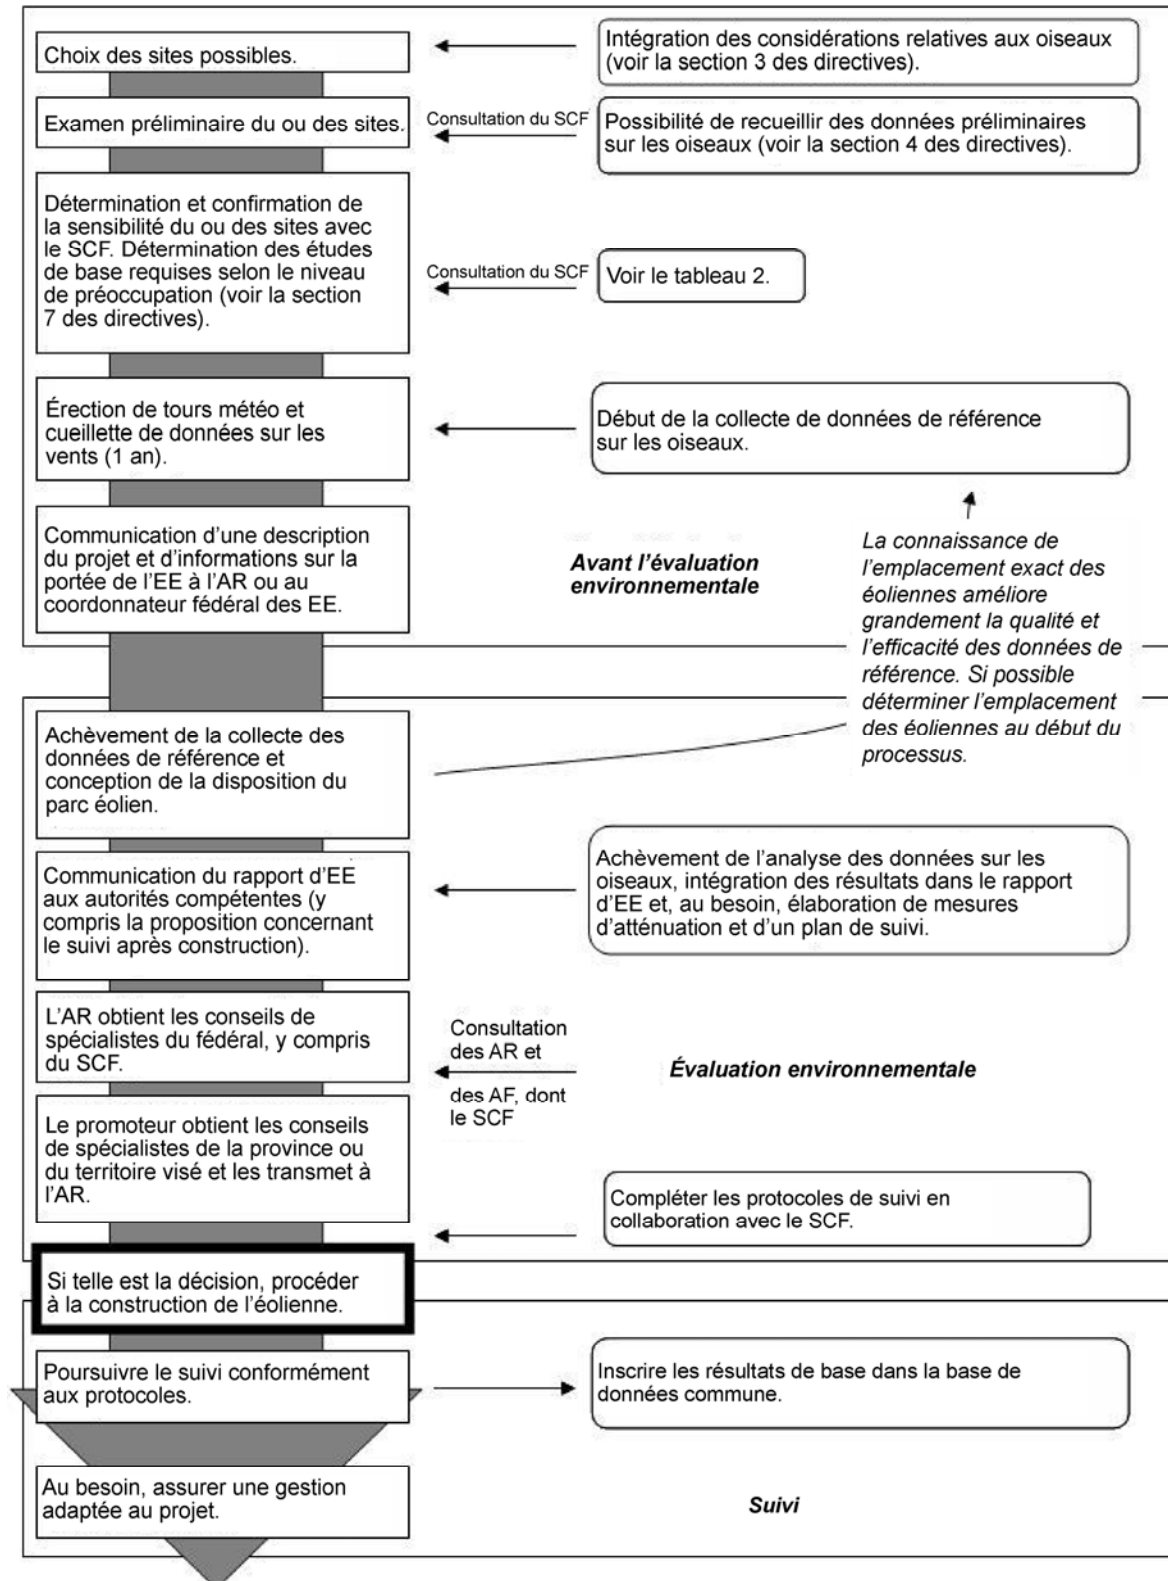 Choix des sites possibles.
Intégration des considérations relatives aux oiseaux
(voir la section 3 des directives).
Examen préliminaire du ou des sites.
Consultation du SCF
Possibilité de recueillir des données préliminaires
sur les oiseaux (voir la section 4 des directives).
Détermination et confirmation de
la sensibilité du ou des sites avec
le SCF. Détermination des études
de base requises selon le niveau
de préoccupation (voir la section
7 des directives).
Consultation du SCF
Voir le tableau 2.
Érection de tours météo et
cueillette de données sur les
vents (1 an).
Début de la collecte de données de référence
sur les oiseaux.
Communication d’une description
du projet et d’informations sur la
portée de l’EE à l’AR ou au
coordonnateur fédéral des EE.
Avant l’évaluation
environnementale
La connaissance de
l’emplacement exact des
éoliennes améliore
grandement la qualité et
l’efficacité des données de
référence. Si possible
déterminer l’emplacement
des éoliennes au début du
processus.
Achèvement de la collecte des
données de référence et
conception de la disposition du
parc éolien.
Communication du rapport d’EE
aux autorités compétentes (y
compris la proposition concernant
le suivi après construction).
Achèvement de l’analyse des données sur les
oiseaux, intégration des résultats dans le rapport
d’EE et, au besoin, élaboration de mesures
d’atténuation et d’un plan de suivi.
L’AR obtient les conseils de
spécialistes du fédéral, y compris
du SCF.
Consultation
des AR et
des AF, dont
le SCF
Évaluation environnementale
Le promoteur obtient les conseils
de spécialistes de la province ou
du territoire visé et les transmet à
l’AR.
Compléter les protocoles de suivi en
collaboration avec le SCF.
Si telle est la décision, procéder
à la construction de l’éolienne.
Poursuivre le suivi conformément
aux protocoles.
Inscrire les résultats de base dans la base de
données commune.
Au besoin, assurer une gestion
adaptée au projet.
Suivi